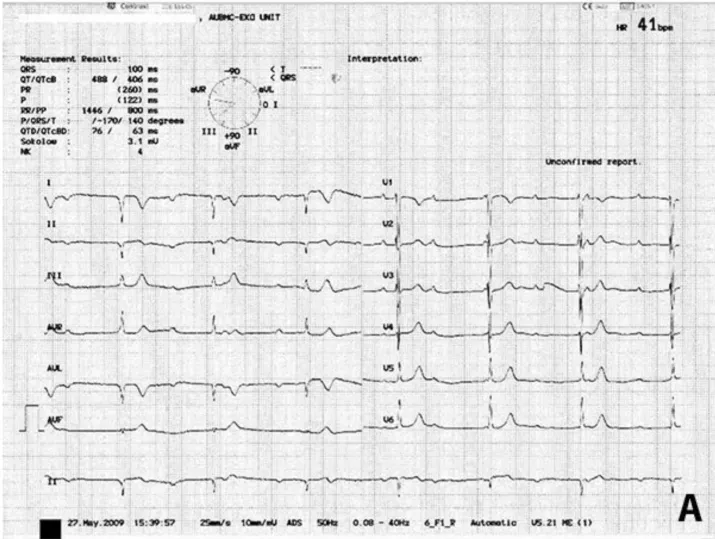 , AUBMC-EKG UNIT
HR 41bpm
Measurement Results:
QRS : 100 ms
QT/QTcB : 488 / 406 ms
PR : (260) ms
P : (122) ms
RR/PP : 1446 / 800 ms
P/QRS/T : /-170/ 140 degrees
QTD/QTcBD: 76 / 63 ms
Sokolow : 3.1 mV
NK : 4
-90
< T
< QRS
aVR
aVL
0 I
III
+90
II
aVF
Interpretation:
Unconfirmed report.
I
V1
II
V2
III
V3
AVR
V4
AVL
V5
AVF
V6
II
27.May.2009 15:39:57 25mm/s 10mm/mV ADS 50Hz 0.08 - 40Hz 6_F1_R Automatic V5.21 ME (1)
A